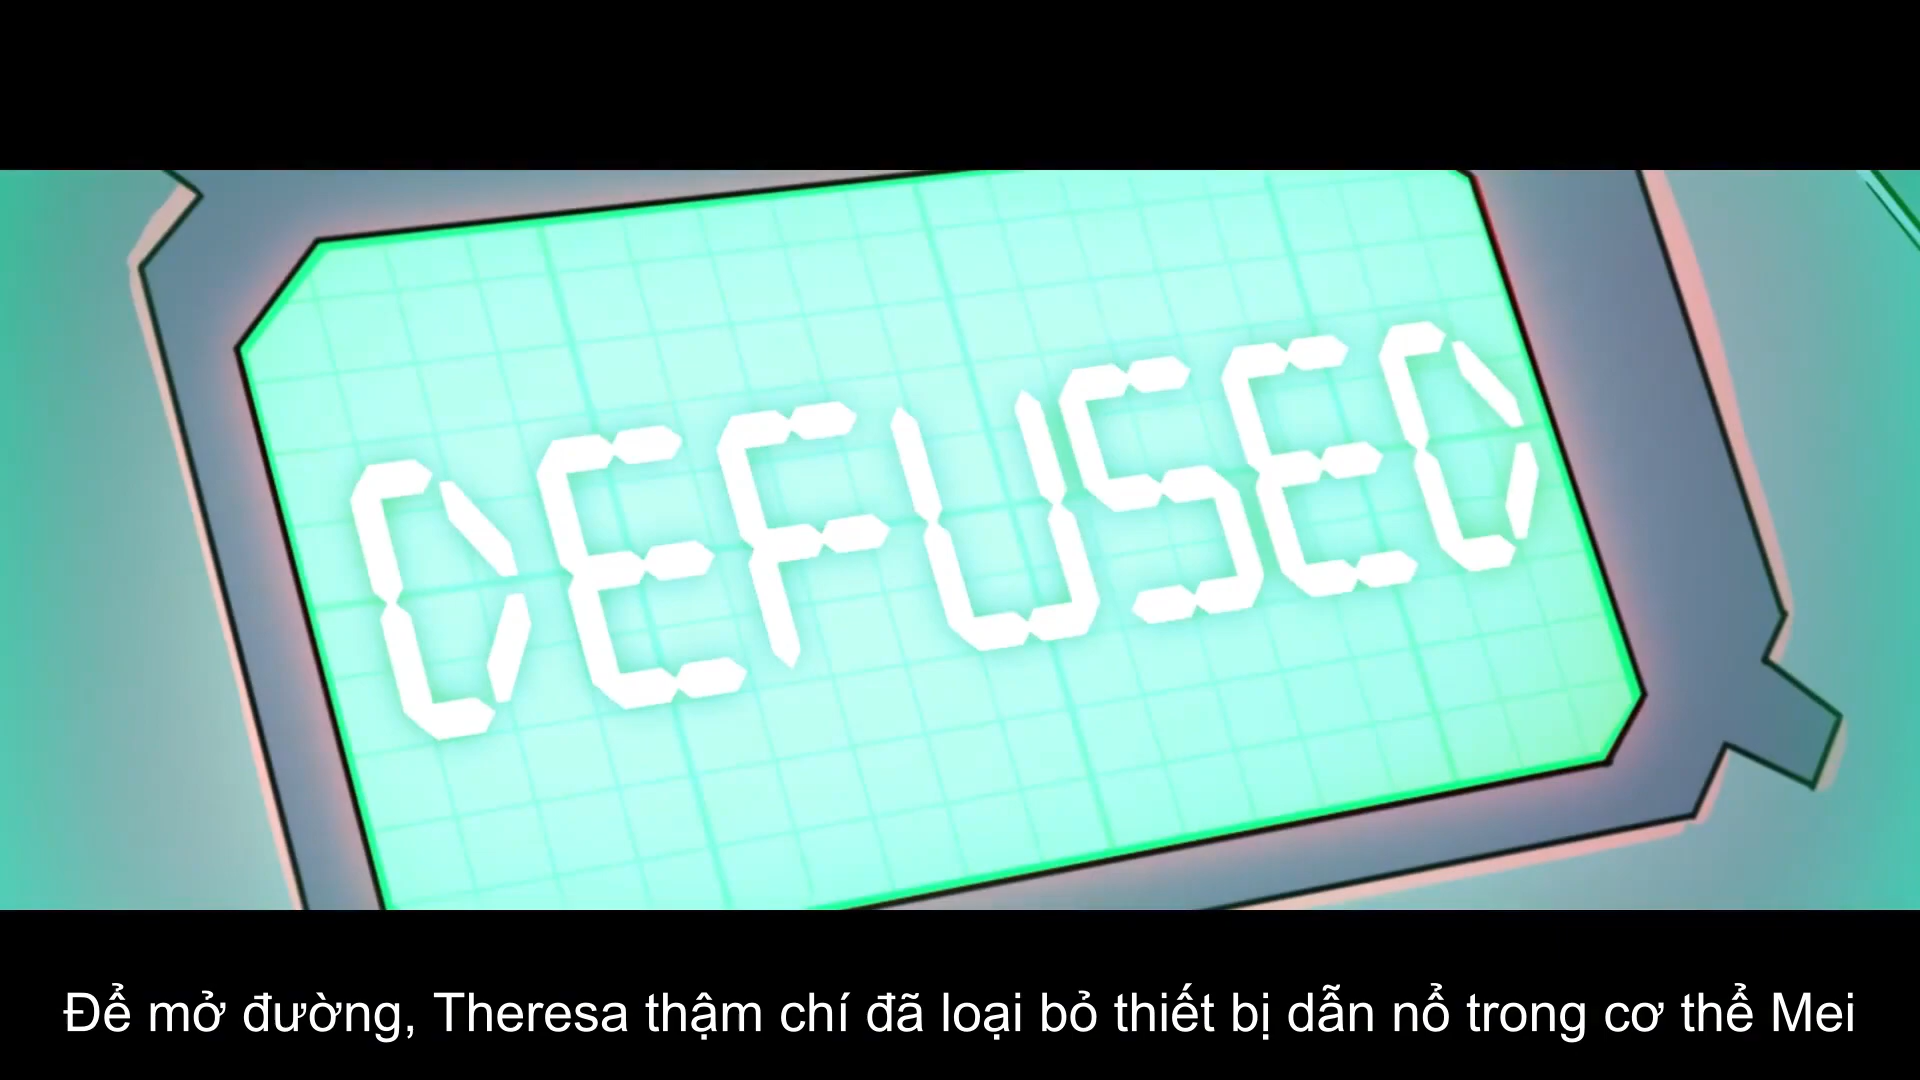 DEFUSED
Để mở đường, Theresa thậm chí đã loại bỏ thiết bị dẫn nổ trong cơ thể Mei